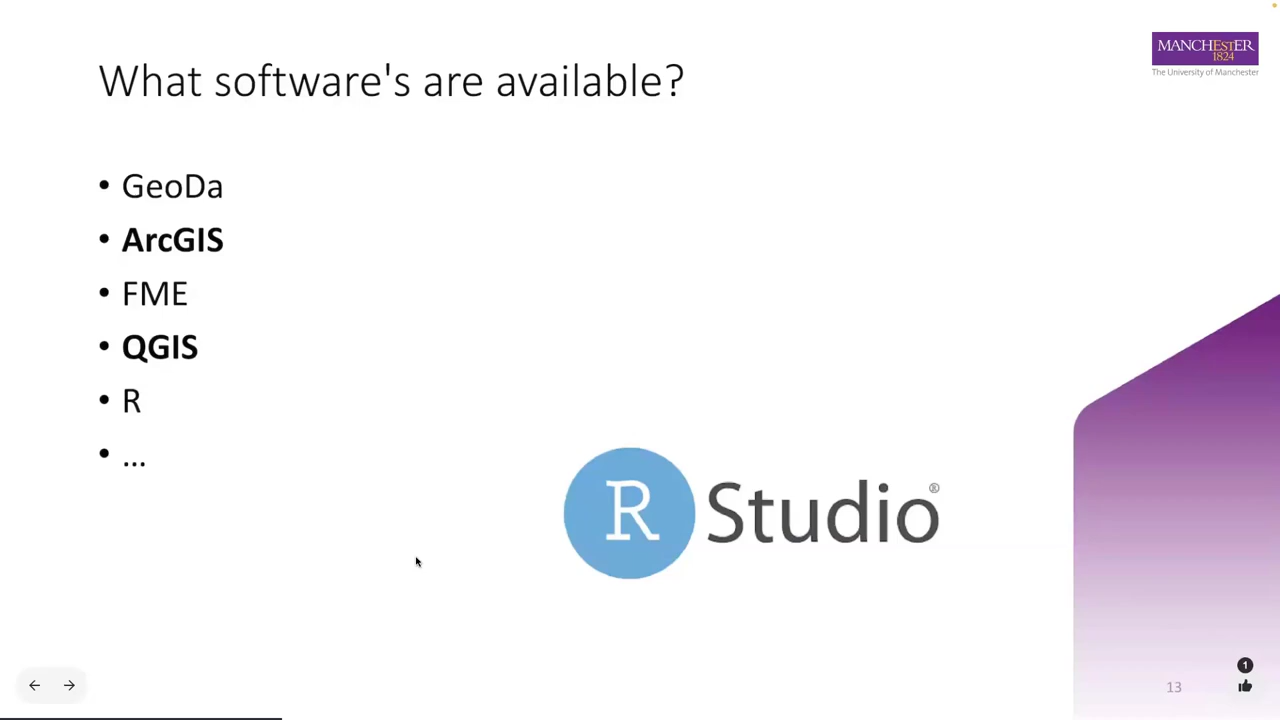 MANCHESTER
1824
The University of Manchester
What software's are available?
• GeoDa
• ArcGIS
• FME
• QGIS
• R
• ...
R Studio®
13
1